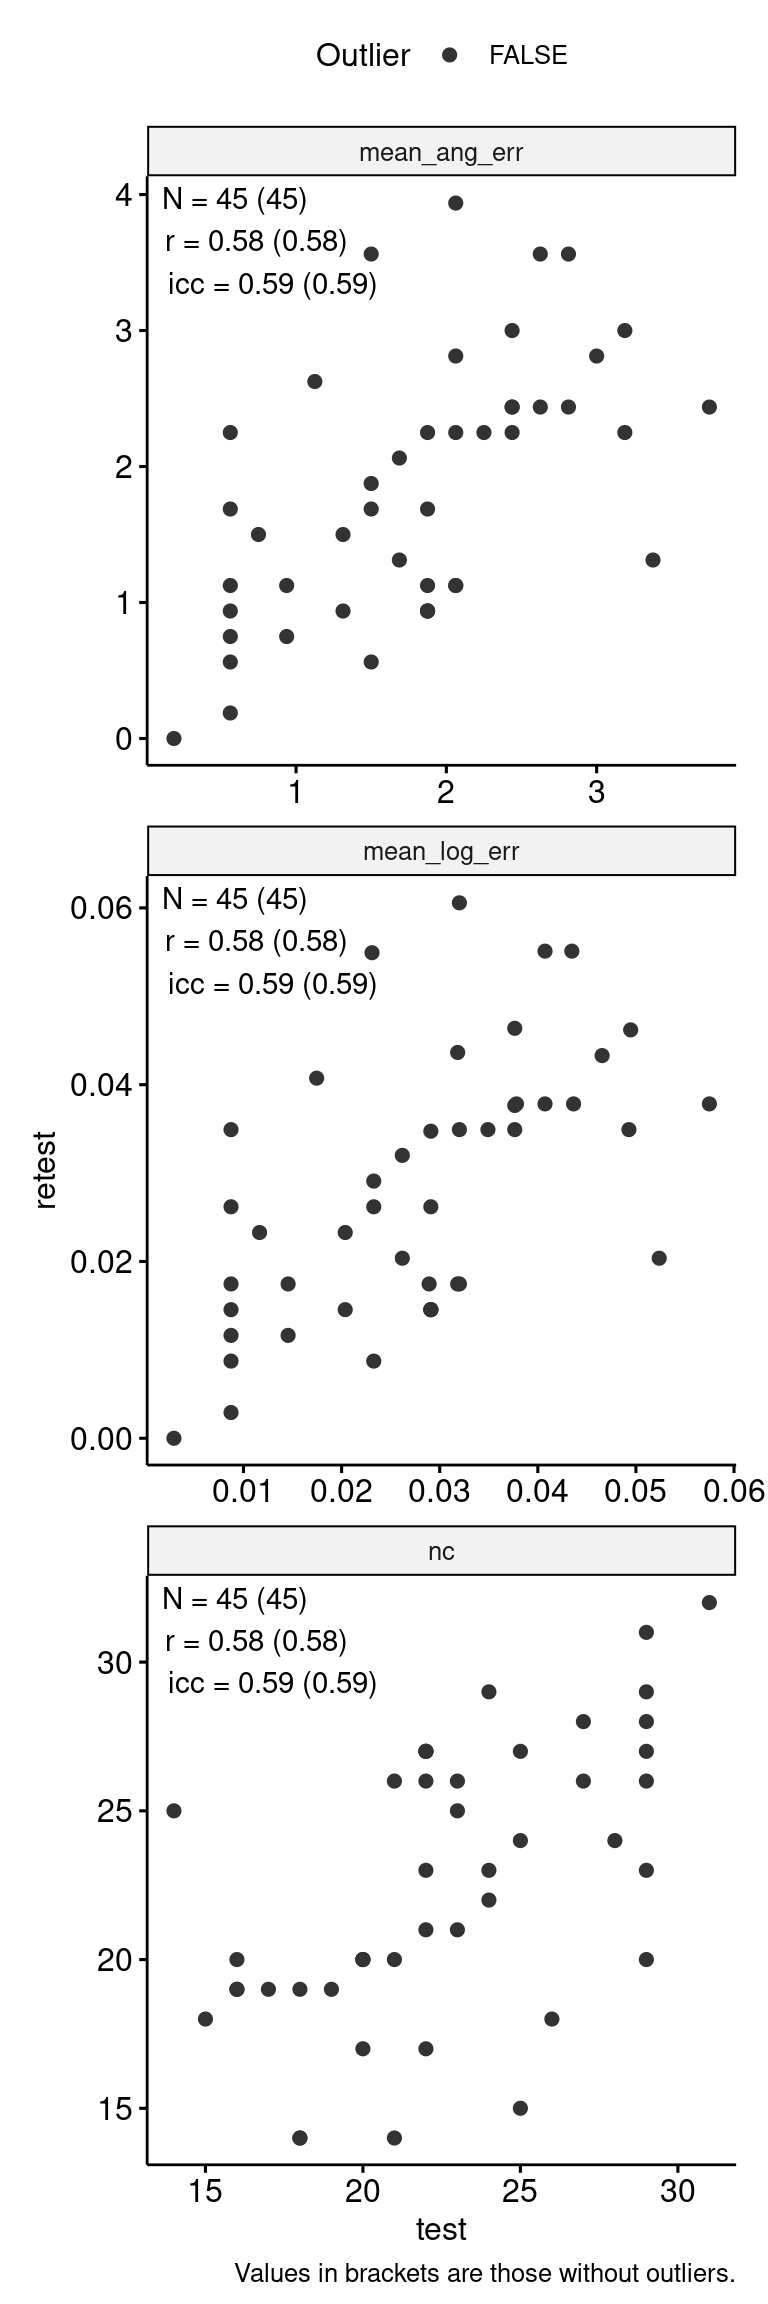 Outlier FALSE
mean_ang_err
N = 45 (45)
r = 0.58 (0.58)
icc = 0.59 (0.59)
4
3
2
1
0
1 2 3
mean_log_err
N = 45 (45)
r = 0.58 (0.58)
icc = 0.59 (0.59)
0.06
0.04
0.02
0.00
0.01 0.02 0.03 0.04 0.05 0.06
retest
nc
N = 45 (45)
r = 0.58 (0.58)
icc = 0.59 (0.59)
30
25
20
15
15 20 25 30
test
Values in brackets are those without outliers.